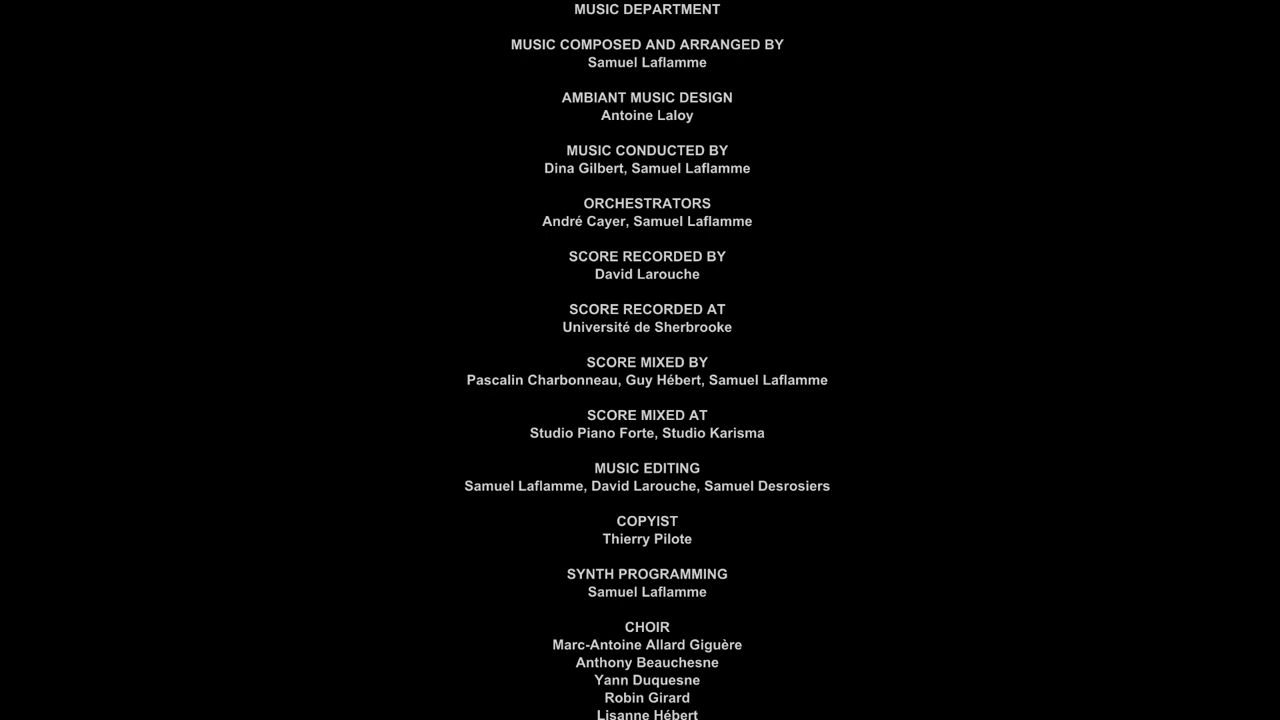 MUSIC DEPARTMENT
MUSIC COMPOSED AND ARRANGED BY
Samuel Laflamme
AMBIANT MUSIC DESIGN
Antoine Laloy
MUSIC CONDUCTED BY
Dina Gilbert, Samuel Laflamme
ORCHESTRATORS
André Cayer, Samuel Laflamme
SCORE RECORDED BY
David Larouche
SCORE RECORDED AT
Université de Sherbrooke
SCORE MIXED BY
Pascalin Charbonneau, Guy Hébert, Samuel Laflamme
SCORE MIXED AT
Studio Piano Forte, Studio Karisma
MUSIC EDITING
Samuel Laflamme, David Larouche, Samuel Desrosiers
COPYIST
Thierry Pilote
SYNTH PROGRAMMING
Samuel Laflamme
CHOIR
Marc-Antoine Allard Giguère
Anthony Beauchesne
Yann Duquesne
Robin Girard
Lisanne Hébert